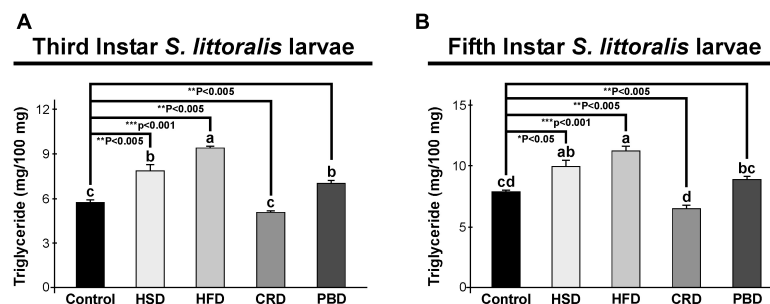 A
Third Instar S. littoralis larvae
**P<0.005
**P<0.005
***p<0.001
**P<0.005
Triglyceride (mg/100 mg)
12
9
6
3
0
c
b
a
c
b
Control HSD HFD CRD PBD
B
Fifth Instar S. littoralis larvae
**P<0.005
**P<0.005
***p<0.001
*P<0.05
Triglyceride (mg/100 mg)
15
10
5
0
cd
ab
a
d
bc
Control HSD HFD CRD PBD